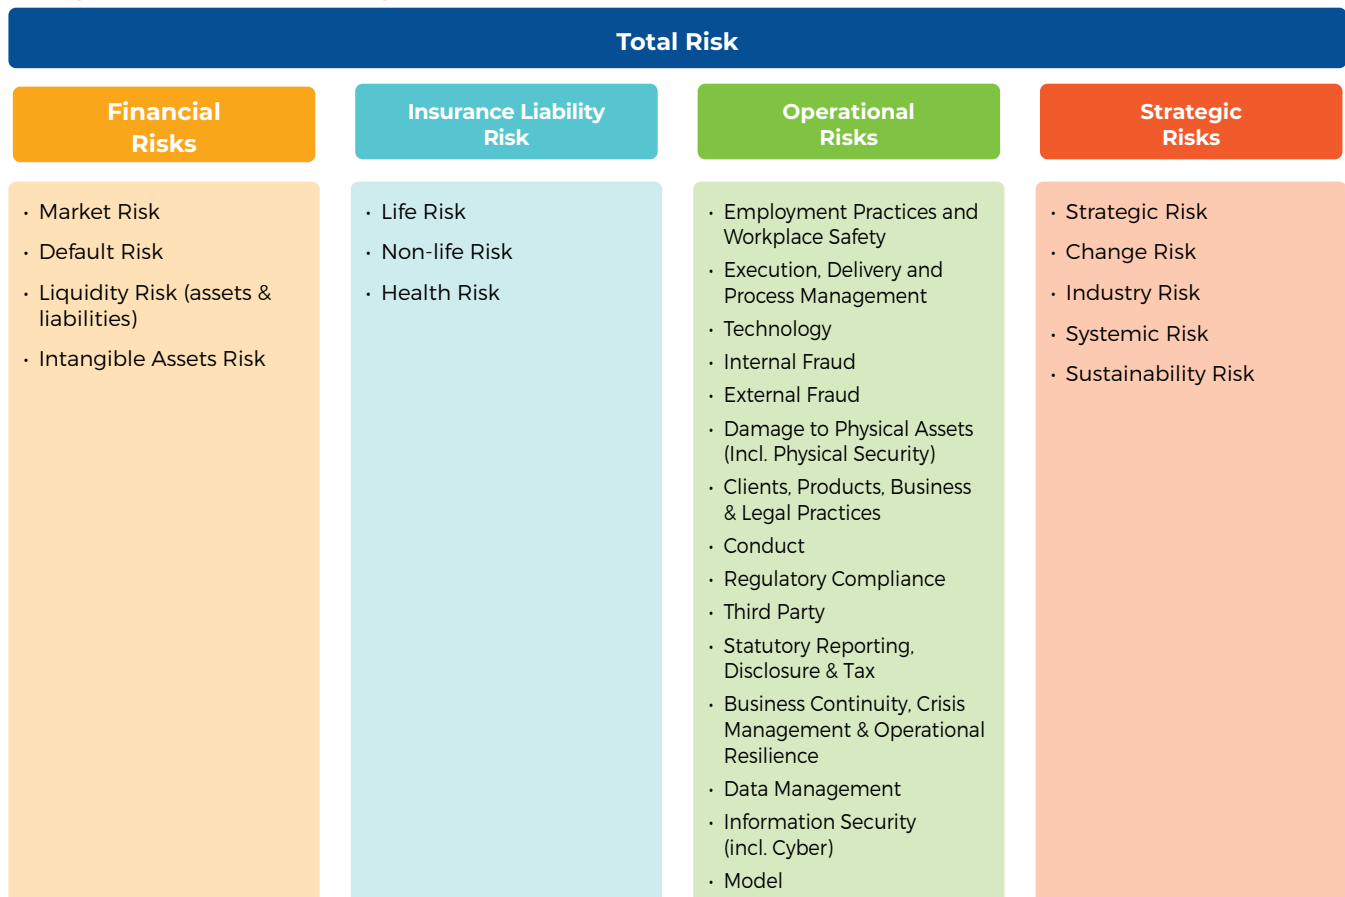 Total Risk
Financial
Risks
Insurance Liability
Risk
Operational
Risks
Strategic
Risks
· Market Risk
· Default Risk
· Liquidity Risk (assets &
liabilities)
· Intangible Assets Risk
· Life Risk
· Non-life Risk
· Health Risk
· Employment Practices and
Workplace Safety
· Execution, Delivery and
Process Management
· Technology
· Internal Fraud
· External Fraud
· Damage to Physical Assets
(Incl. Physical Security)
· Clients, Products, Business
& Legal Practices
· Conduct
· Regulatory Compliance
· Third Party
· Statutory Reporting,
Disclosure & Tax
· Business Continuity, Crisis
Management & Operational
Resilience
· Data Management
· Information Security
(incl. Cyber)
· Model
· Strategic Risk
· Change Risk
· Industry Risk
· Systemic Risk
· Sustainability Risk